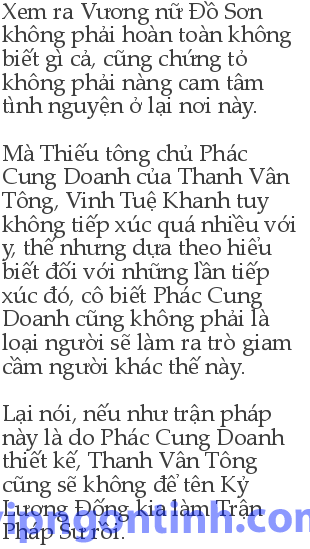 Xem ra Vương nữ Đồ Sơn
không phải hoàn toàn không
biết gì cả, cũng chứng tỏ
không phải nàng cam tâm
tình nguyện ở lại nơi này.
Mà Thiếu tông chủ Phác
Cung Doanh của Thanh Vân
Tông, Vinh Tuệ Khanh tuy
không tiếp xúc quá nhiều với
y, thế nhưng dựa theo hiểu
biết đối với những lần tiếp
xúc đó, cô biết Phác Cung
Doanh cũng không phải là
loại người sẽ làm ra trò giam
cầm người khác thế này.
Lại nói, nếu như trận pháp
này là do Phác Cung Doanh
thiết kế, Thanh Vân Tông
cũng sẽ không để tên Kỷ
Lương Đống kia làm Trận
Pháp Sư rồi.
vipngontinh.com